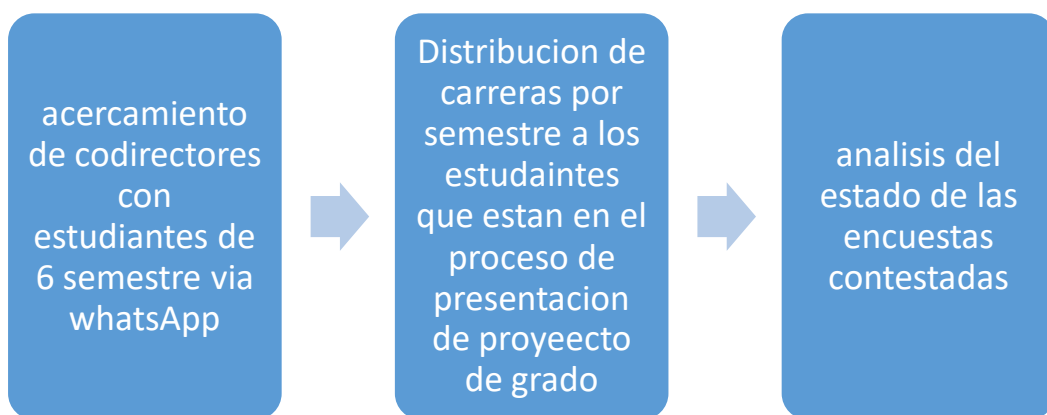 acercamiento
de codirectores
con
estudiantes de
6 semestre via
whatsApp
Distribucion de
carreras por
semestre a los
estudaintes
que estan en el
proceso de
presentacion
de proyeecto
de grado
analisis del
estado de las
encuestas
contestadas